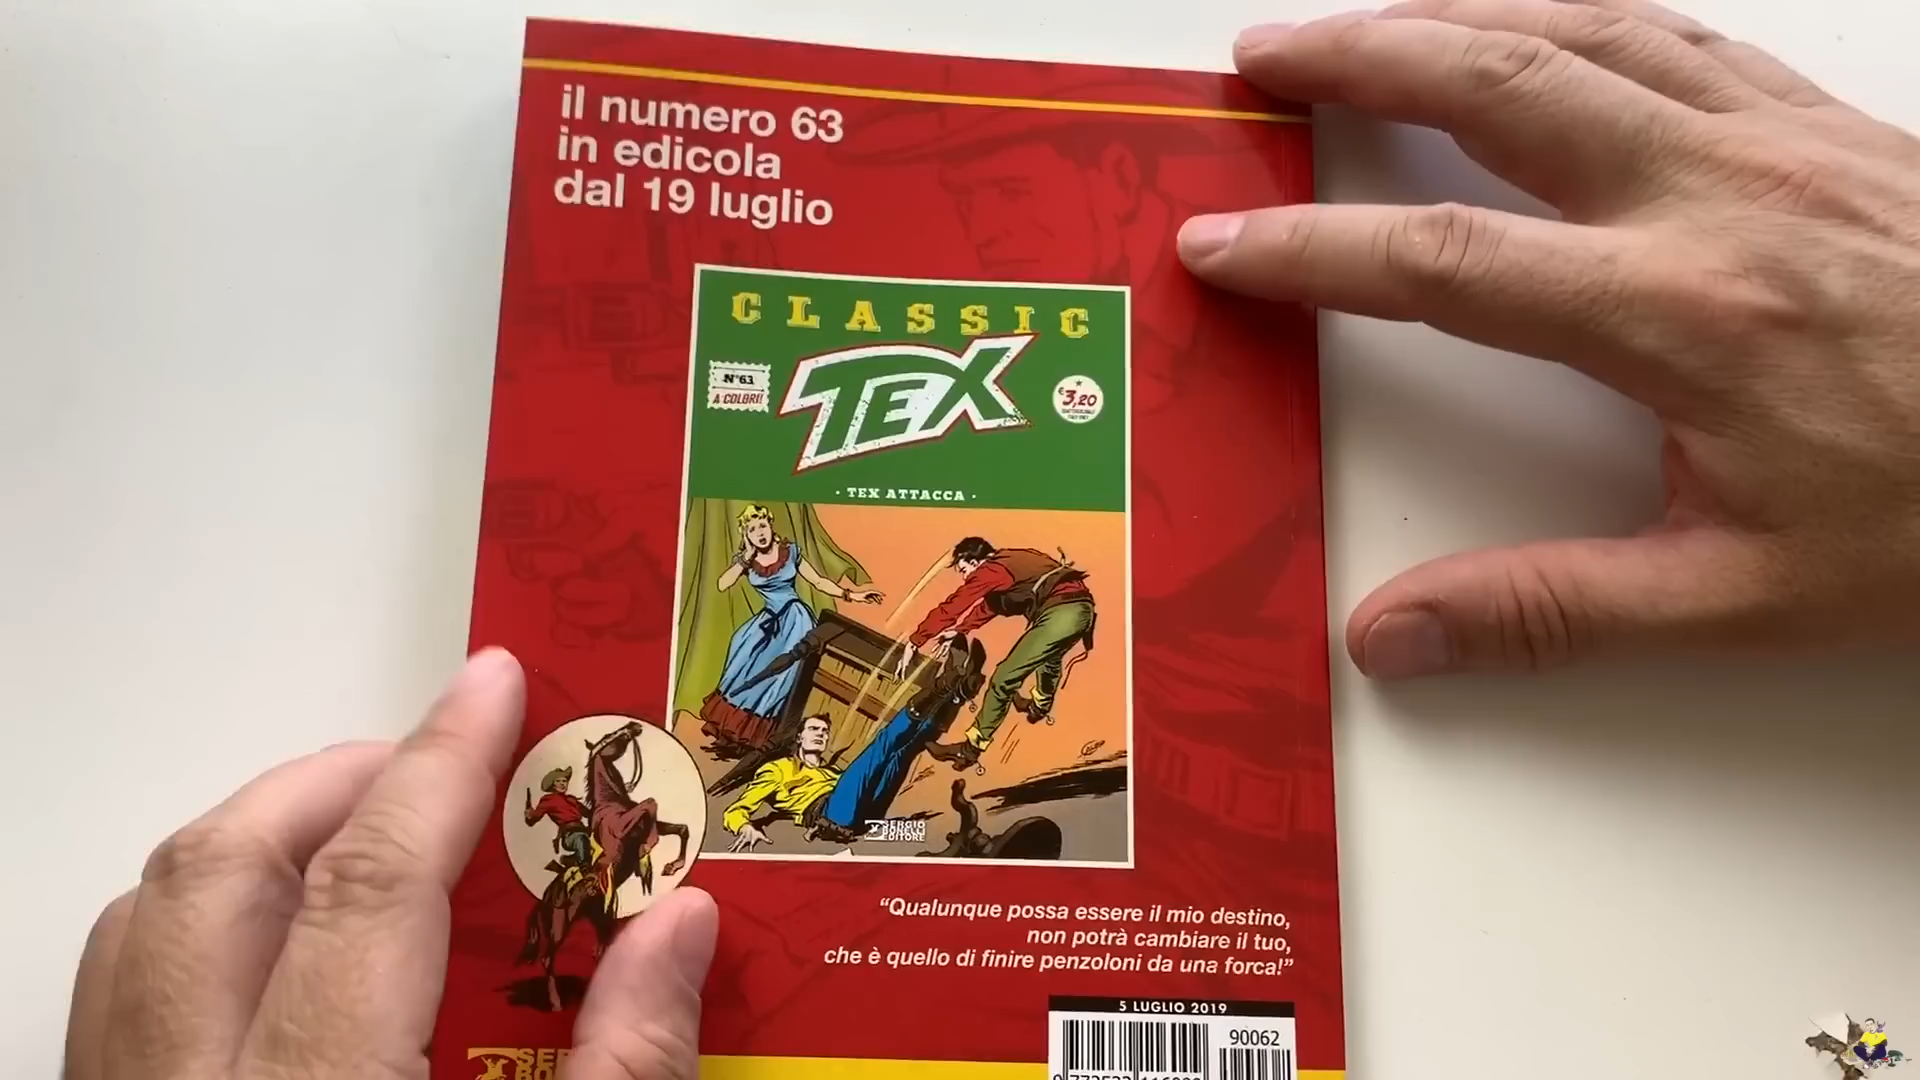 il numero 63
in edicola
dal 19 luglio
CLASSIC
TEX
N°63
A COLORI!
€3,20
· TEX ATTACCA ·
SERGIO
BONELLI
EDITORE
“Qualunque possa essere il mio destino,
non potrà cambiare il tuo,
che è quello di finire penzoloni da una forca!”
5 LUGLIO 2019
90062